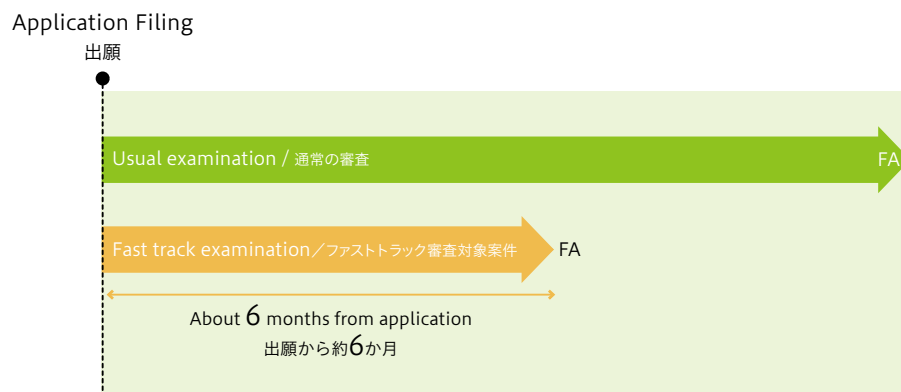 Application Filing
出願
Usual examination / 通常の審査
FA
Fast track examination／ファストトラック審査対象案件
FA
About 6 months from application
出願から約6か月